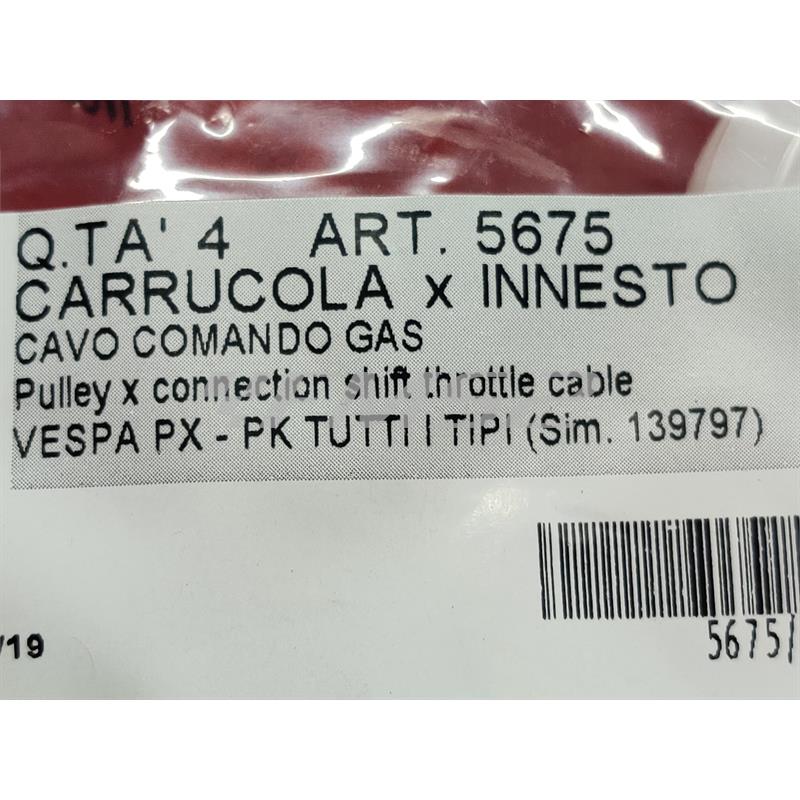 Q.TA' 4 ART. 5675
CARRUCOLA x INNESTO
CAVO COMANDO GAS
Pulley x connection shift throttle cable
VESPA PX - PK TUTTI I TIPI (Sim. 139797)
/19
5675/